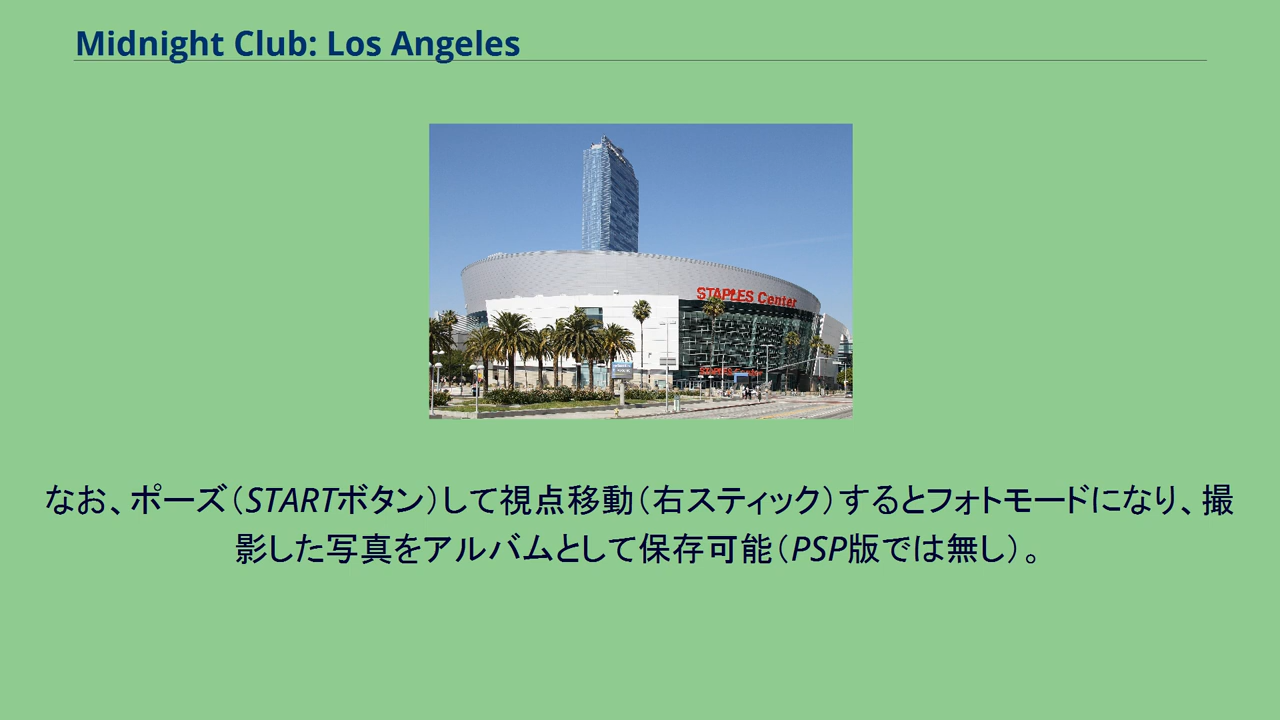 Midnight Club: Los Angeles
STAPLES Center
STAPLES Center
なお、ポーズ（STARTボタン）して視点移動（右スティック）するとフォトモードになり、撮
影した写真をアルバムとして保存可能（PSP版では無し）。